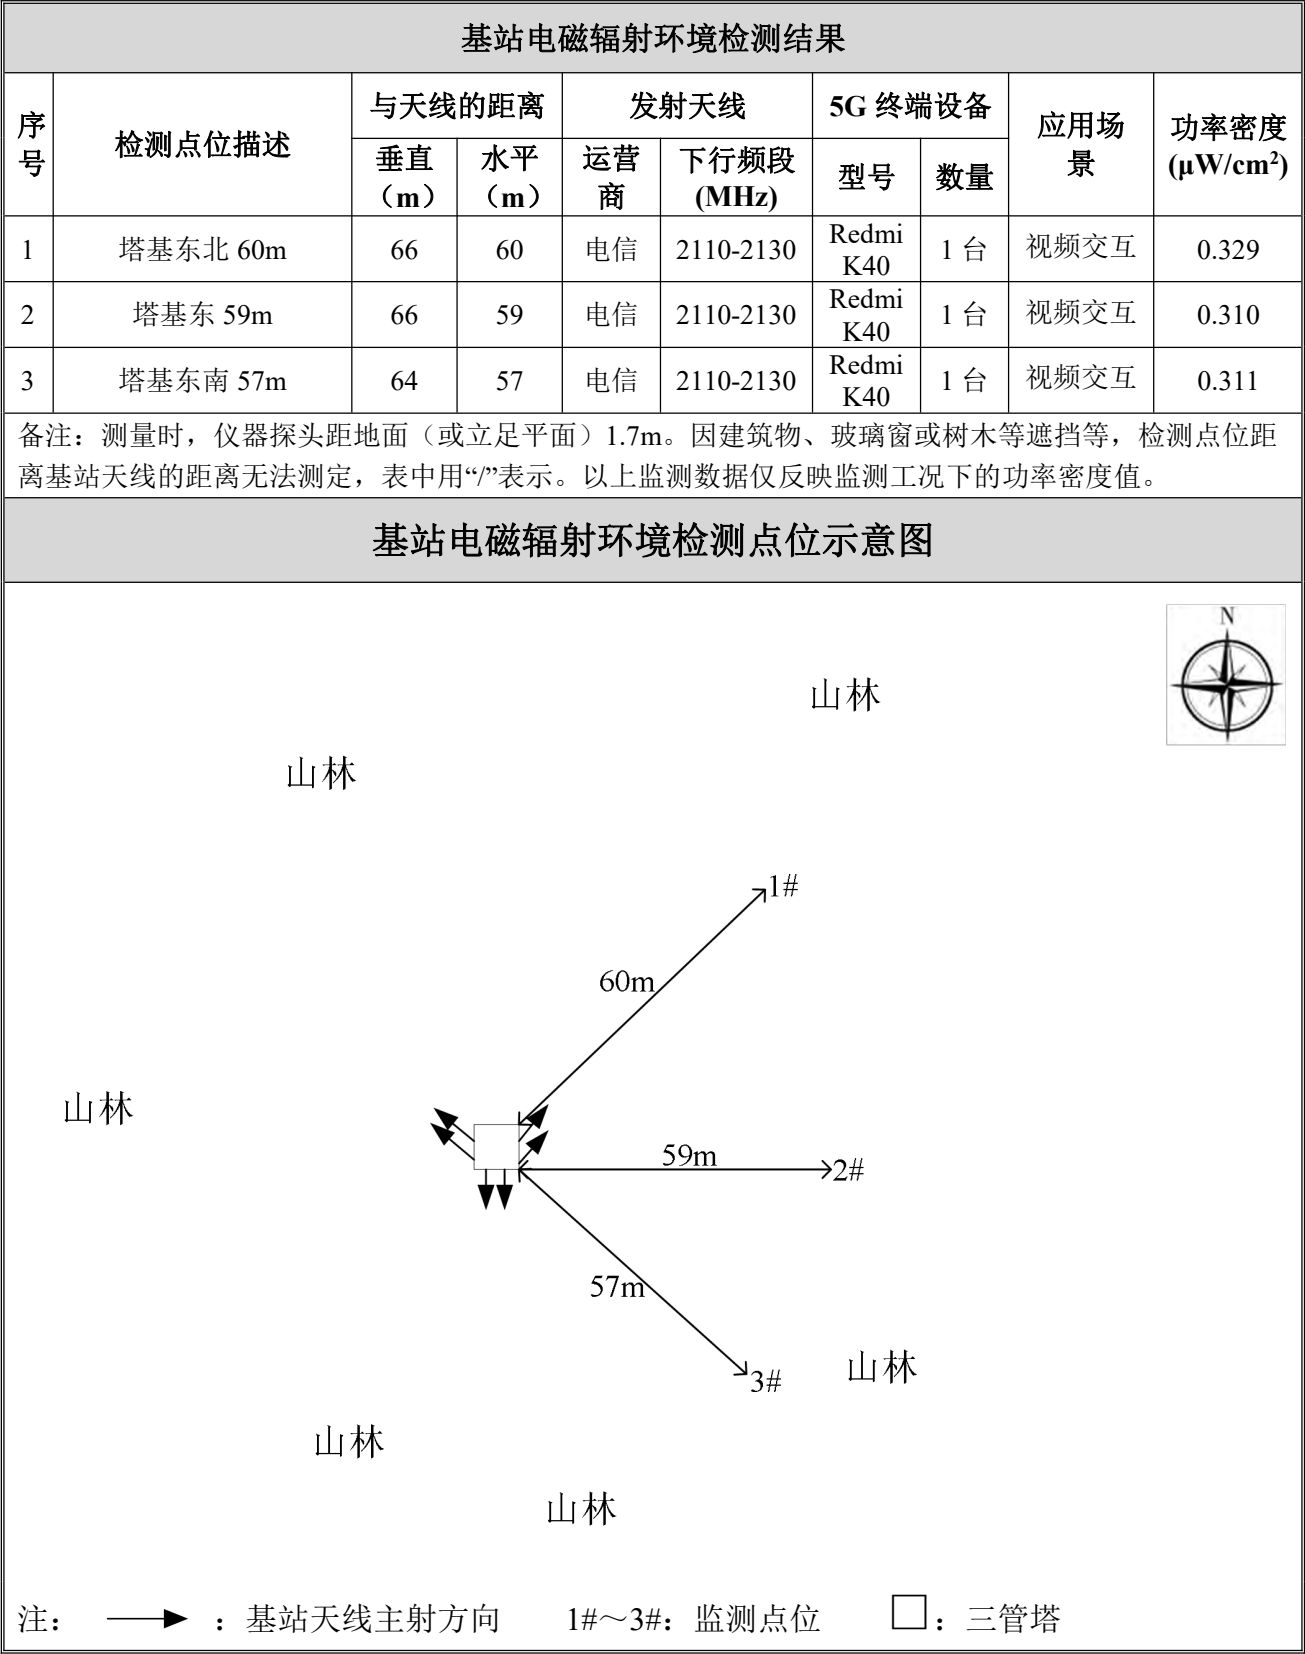 基站电磁辐射环境检测结果
序号 检测点位描述 与天线的距离 发射天线 5G 终端设备 应用场景 功率密度 (μW/cm²)
垂直（m） 水平（m） 运营商 下行频段 (MHz) 型号 数量
1 塔基东北 60m 66 60 电信 2110-2130 Redmi K40 1 台 视频交互 0.329
2 塔基东 59m 66 59 电信 2110-2130 Redmi K40 1 台 视频交互 0.310
3 塔基东南 57m 64 57 电信 2110-2130 Redmi K40 1 台 视频交互 0.311
备注：测量时，仪器探头距地面（或立足平面）1.7m。因建筑物、玻璃窗或树木等遮挡等，检测点位距
离基站天线的距离无法测定，表中用“/”表示。以上监测数据仅反映监测工况下的功率密度值。
基站电磁辐射环境检测点位示意图
N
山林
山林
1#
60m
山林
59m
2#
57m
山林
3#
山林
山林
注： ：基站天线主射方向 1#～3#：监测点位 ：三管塔